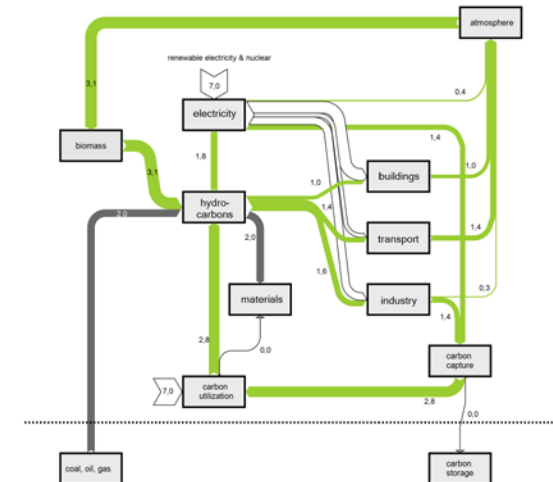 atmosphere
renewable electricity & nuclear
3,1
7,0
0,4
electricity
1,4
biomass
1,8
3,1
1,0
1,0
buildings
hydro-
carbons
2,0
1,4
1,4
2,0
transport
1,6
0,3
materials
industry
1,4
2,8
0,0
carbon
capture
7,0
carbon
utilization
2,8
0,0
coal, oil, gas
carbon
storage